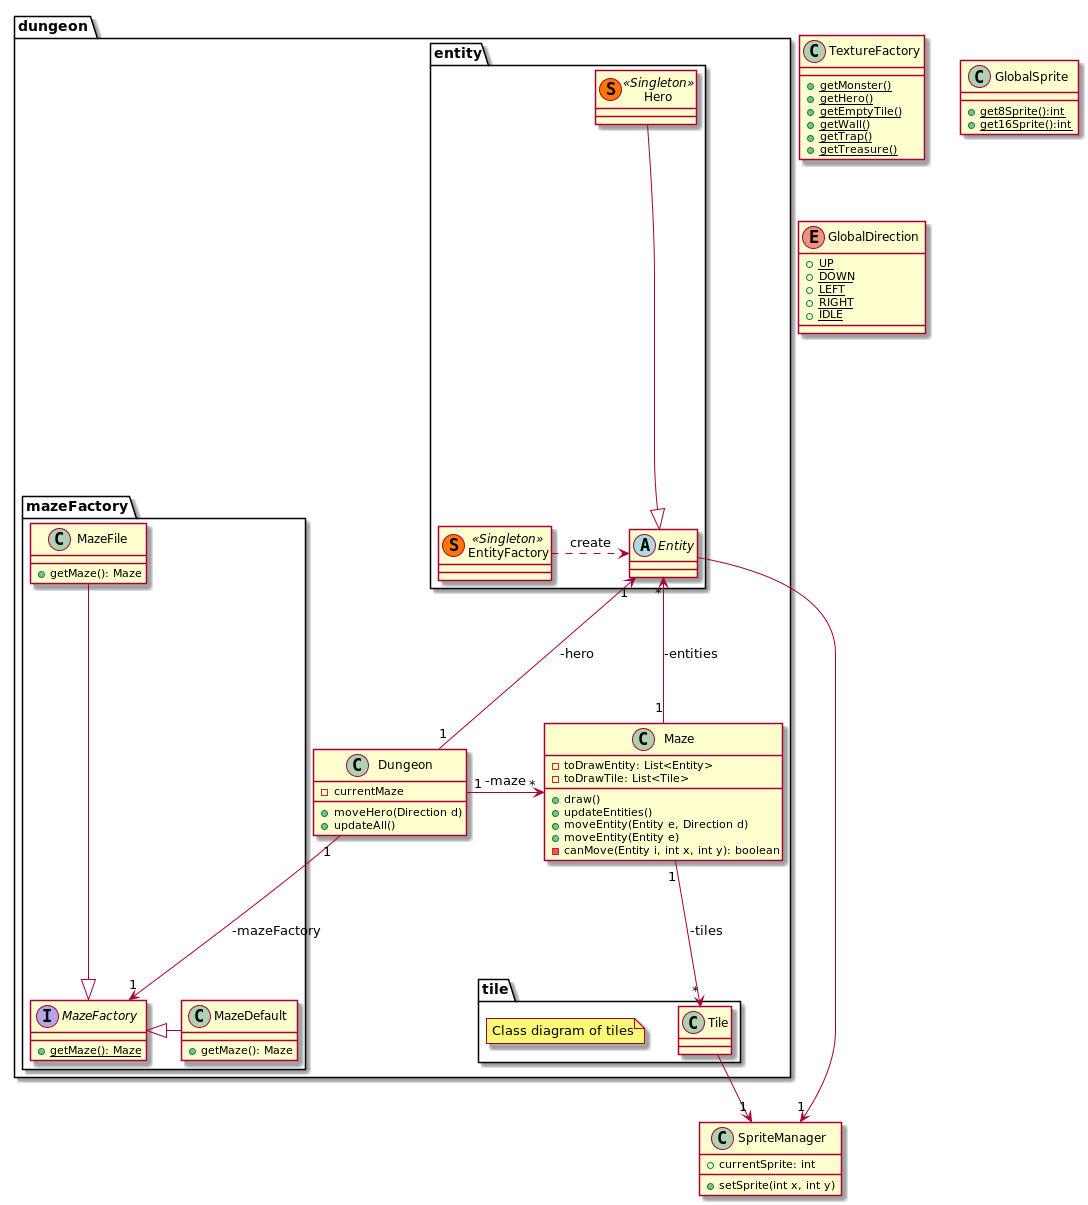 dungeon
entity
S
«Singleton»
Hero
C
TextureFactory
getMonster()
getHero()
getEmptyTile()
getWall()
getTrap()
getTreasure()
C
GlobalSprite
get8Sprite():int
get16Sprite():int
E
GlobalDirection
UP
DOWN
LEFT
RIGHT
IDLE
mazeFactory
C
MazeFile
getMaze(): Maze
S
«Singleton»
EntityFactory
create
A
Entity
1
*
-hero
-entities
1
1
C
Dungeon
currentMaze
moveHero(Direction d)
updateAll()
1
-maze
*
C
Maze
toDrawEntity: List<Entity>
toDrawTile: List<Tile>
draw()
updateEntities()
moveEntity(Entity e, Direction d)
moveEntity(Entity e)
canMove(Entity i, int x, int y): boolean
1
1
-mazeFactory
-tiles
1
*
I
MazeFactory
getMaze(): Maze
C
MazeDefault
getMaze(): Maze
tile
Class diagram of tiles
C
Tile
1
1
C
SpriteManager
currentSprite: int
setSprite(int x, int y)